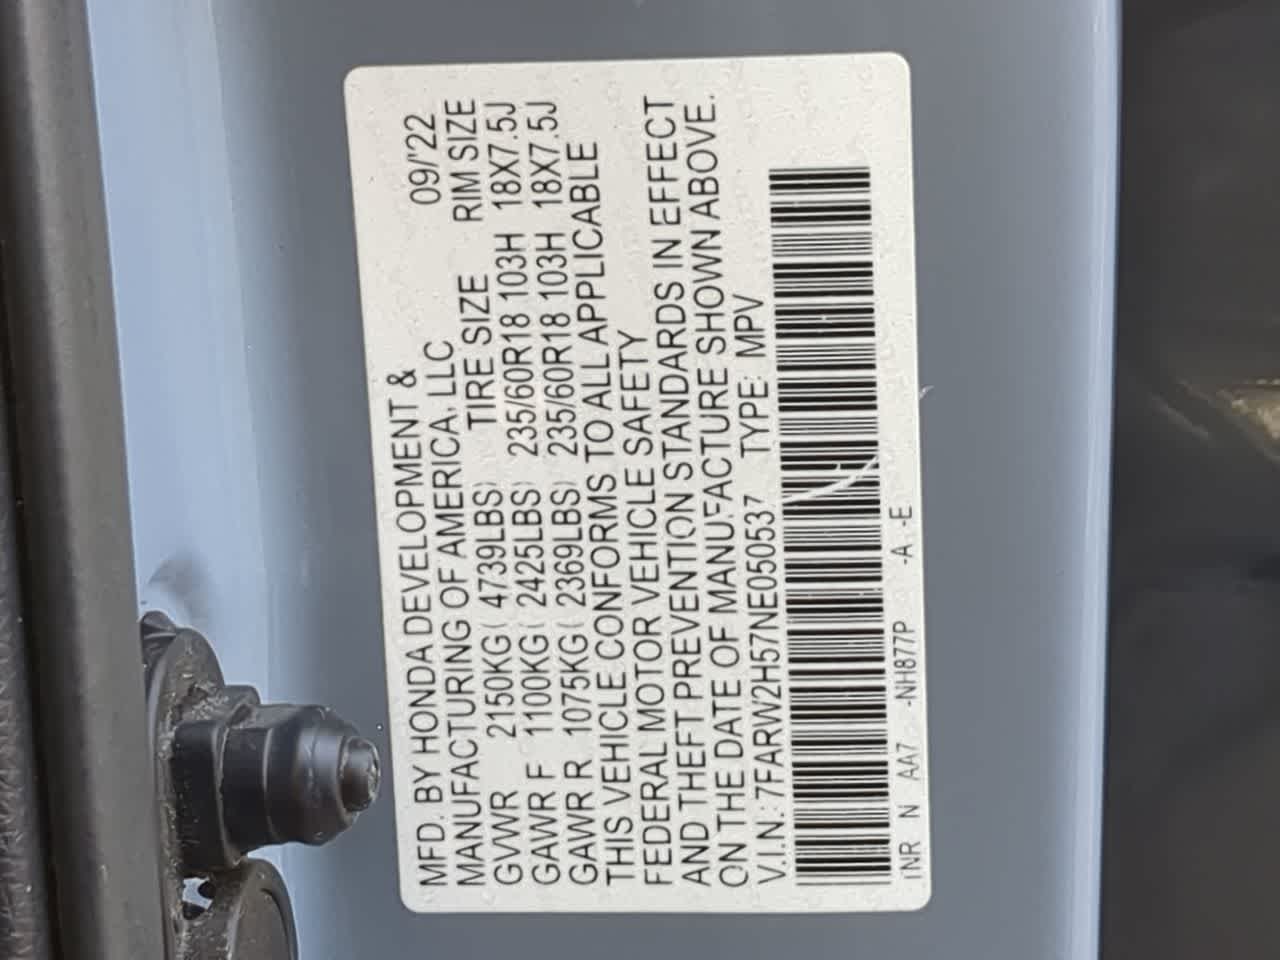 MFD. BY HONDA DEVELOPMENT & 09/'22
MANUFACTURING OF AMERICA, LLC
TIRE SIZE RIM SIZE
GVWR 2150KG( 4739LBS)
GAWR F 1100KG( 2425LBS) 235/60R18 103H 18X7.5J
GAWR R 1075KG( 2369LBS) 235/60R18 103H 18X7.5J
THIS VEHICLE CONFORMS TO ALL APPLICABLE
FEDERAL MOTOR VEHICLE SAFETY
AND THEFT PREVENTION STANDARDS IN EFFECT
ON THE DATE OF MANUFACTURE SHOWN ABOVE.
V.I.N.: 7FARW2H57NE050537 TYPE: MPV
INR N AA7 -NH877P -A -E